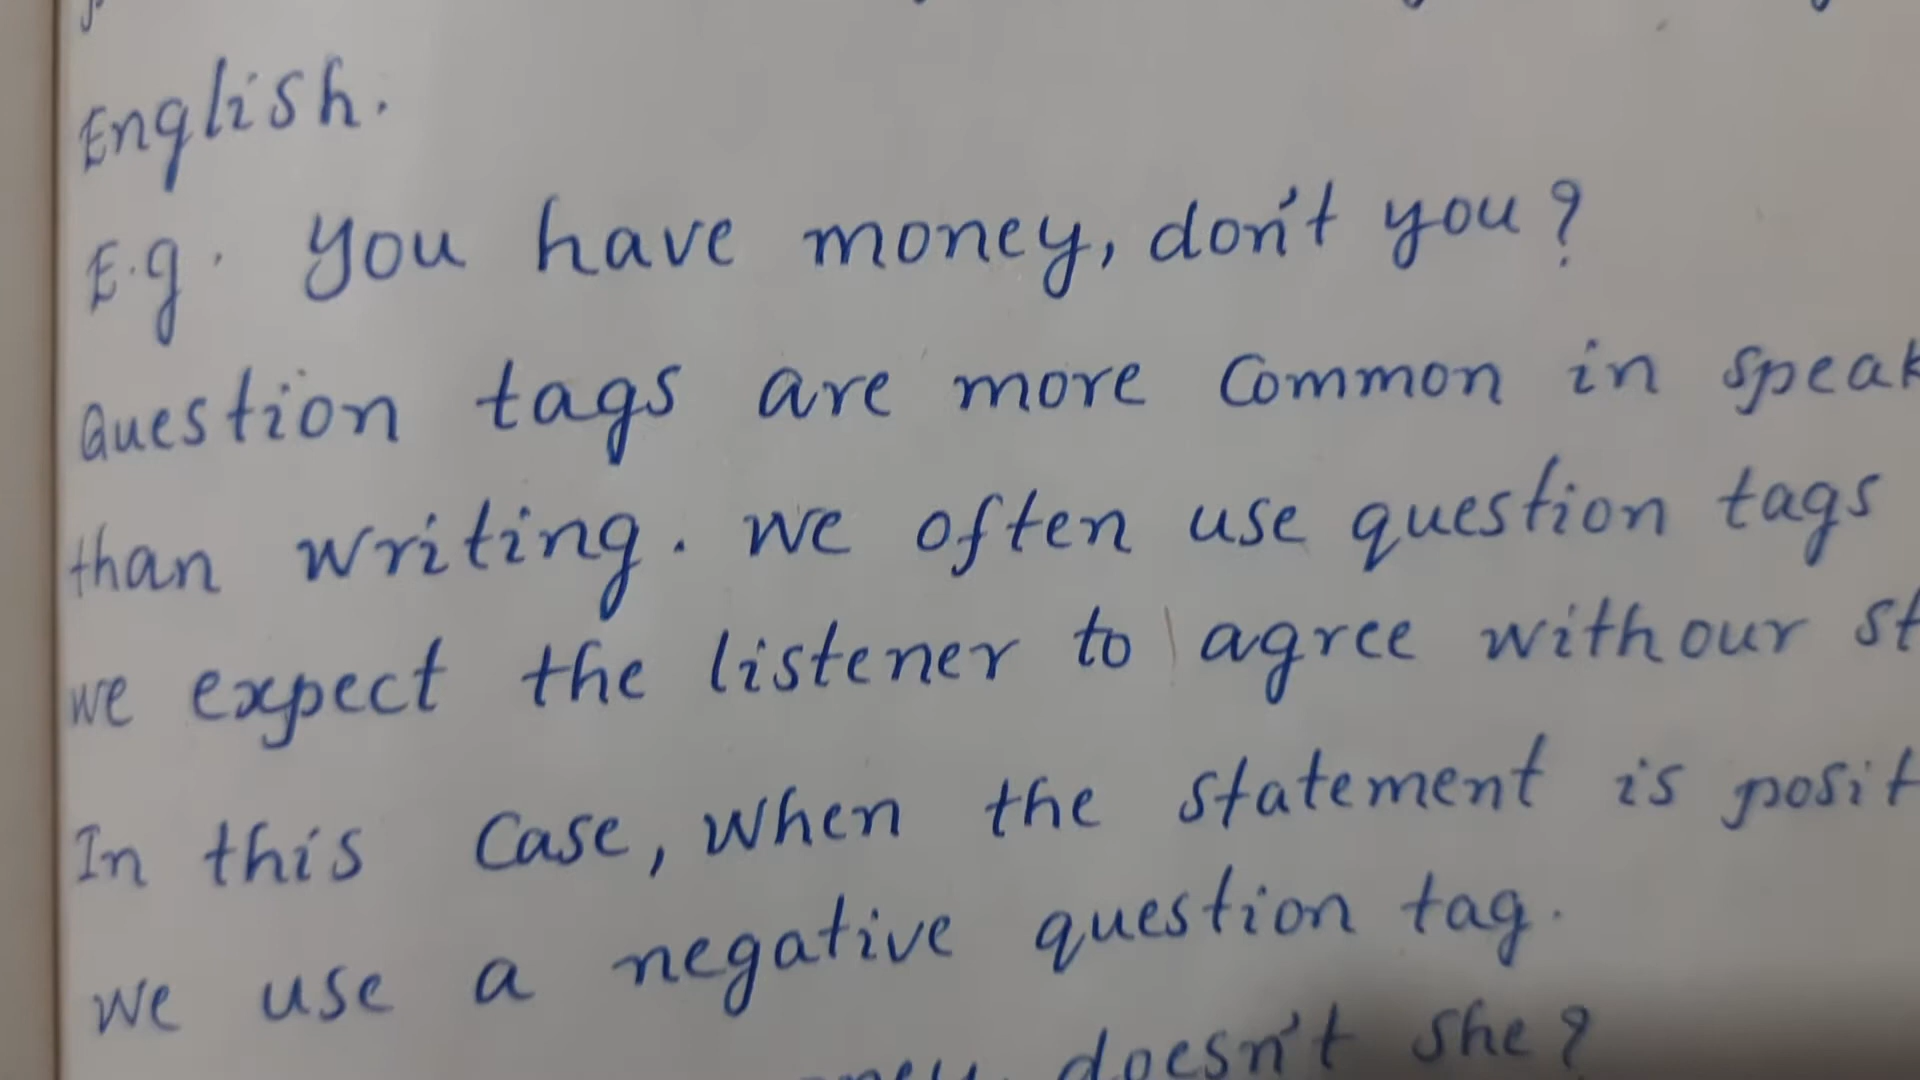 English.
E.g. you have money, don't you?
Question tags are more Common in speak
than writing. we often use question tags
we expect the listener to agree with our st
In this Case, when the statement is posit
we use a negative question tag.
doesn't she?